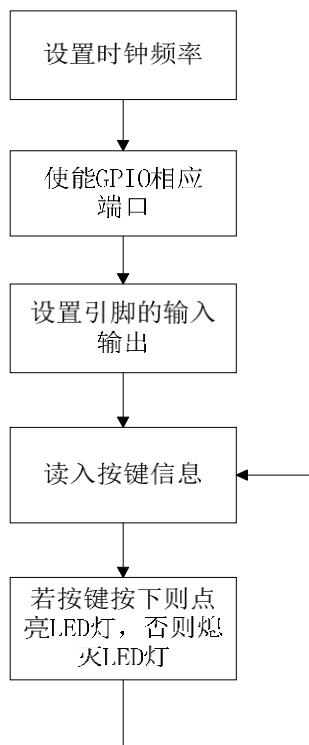 设置时钟频率
使能GPIO相应
端口
设置引脚的输入
输出
读入按键信息
若按键按下则点
亮LED灯，否则熄
灭LED灯